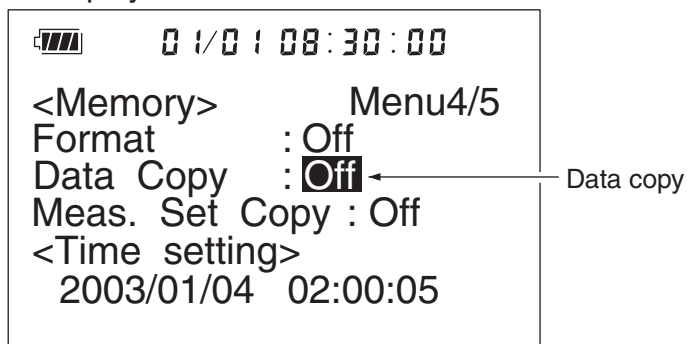 01/01 08:30:00
<Memory> Menu4/5
Format : Off
Data Copy : Off
Data copy
Meas. Set Copy : Off
<Time setting>
2003/01/04 02:00:05